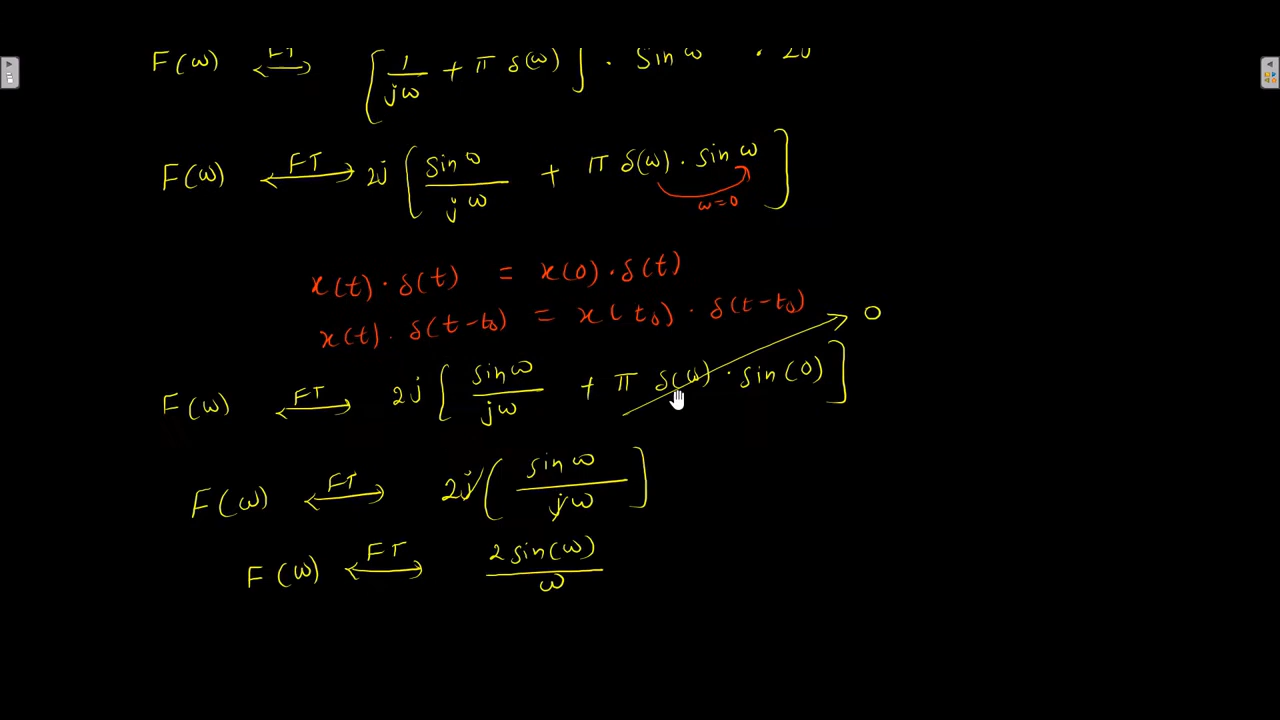 F(ω) ⟷ FT [1/jω + π δ(ω)] · Sin ω · 2j
F(ω) ⟷ FT 2j [Sin ω/jω + π δ(ω) · sin ω]
ω=0
x(t) · δ(t) = x(0) · δ(t)
x(t) · δ(t-t₀) = x(t₀) · δ(t-t₀)
0
F(ω) ⟷ FT 2j [sin ω/jω + π δ(ω) · sin(0)]
F(ω) ⟷ FT 2j [sin ω/jω]
F(ω) ⟷ FT 2 sin(ω)/ω